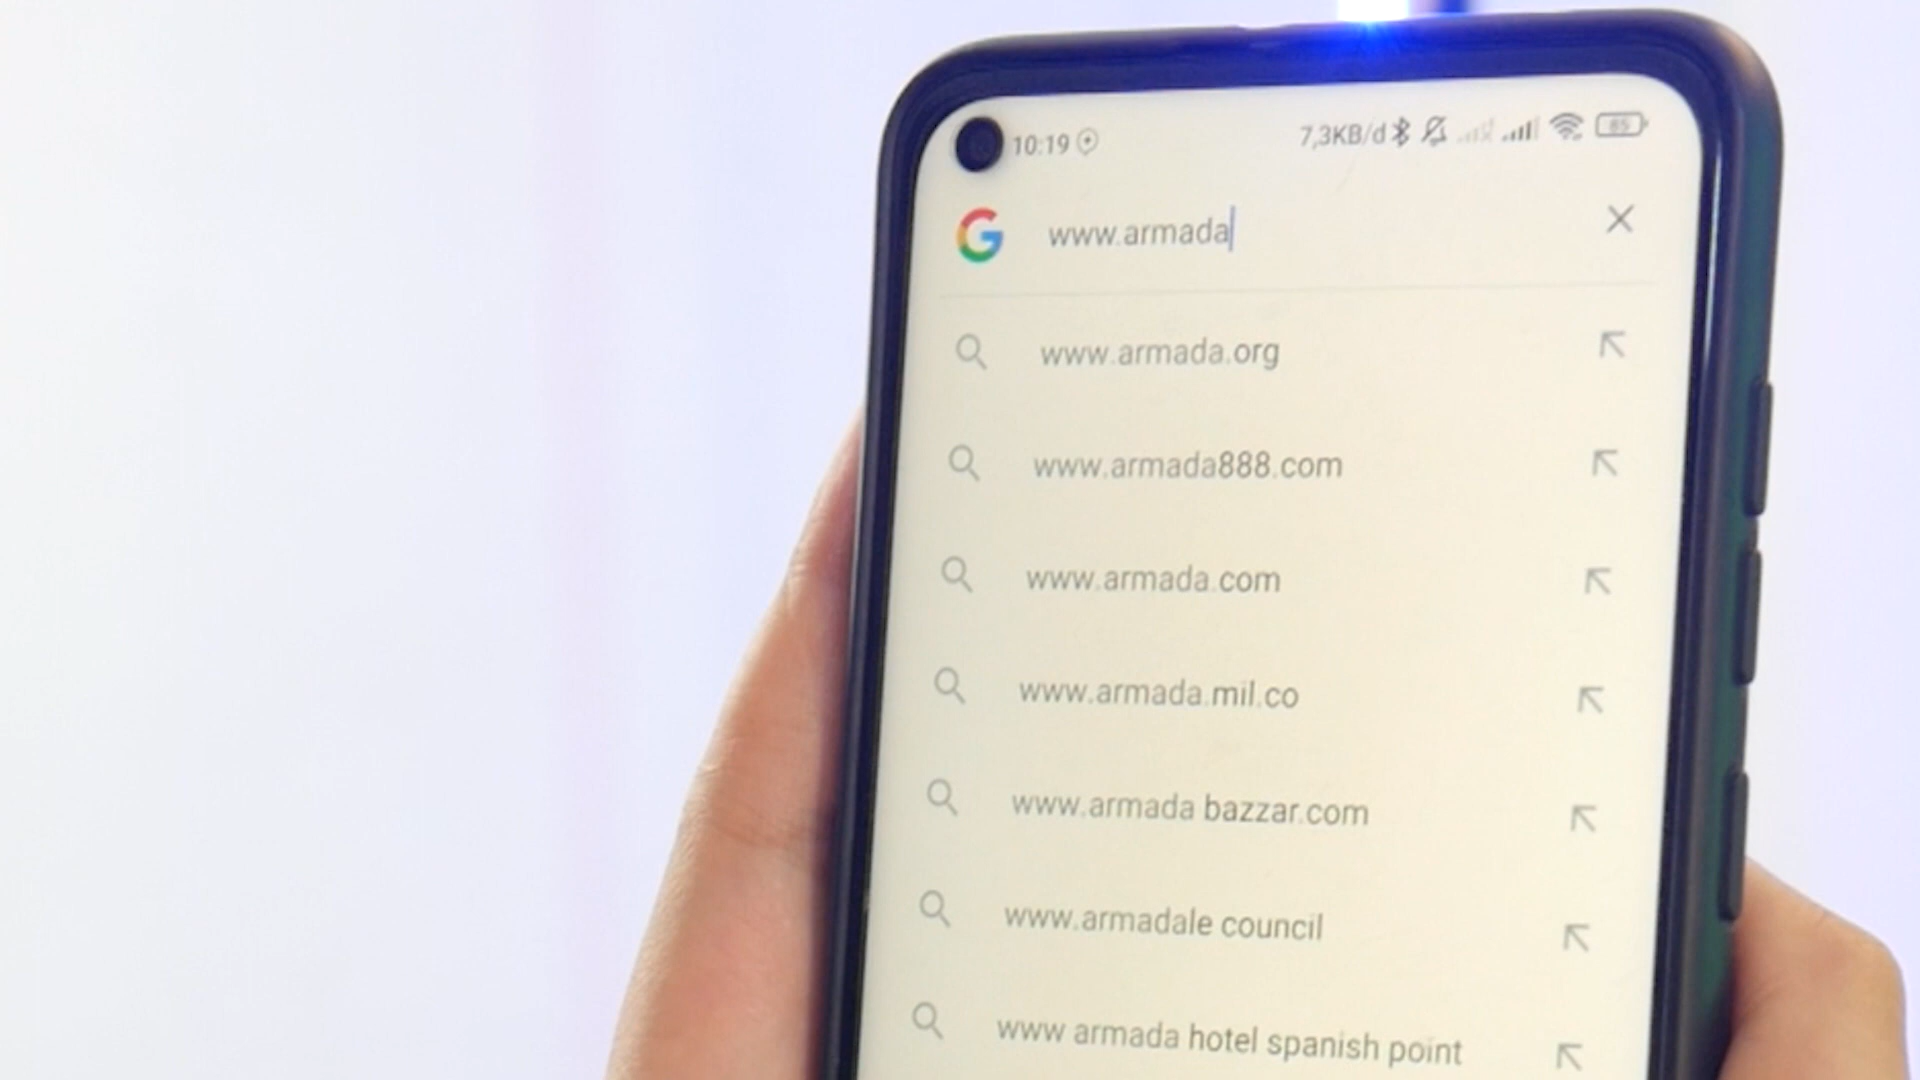 10:19 7,3KB/d 85
www.armada
www.armada.org
www.armada888.com
www.armada.com
www.armada.mil.co
www.armada bazzar.com
www.armadale council
www armada hotel spanish point